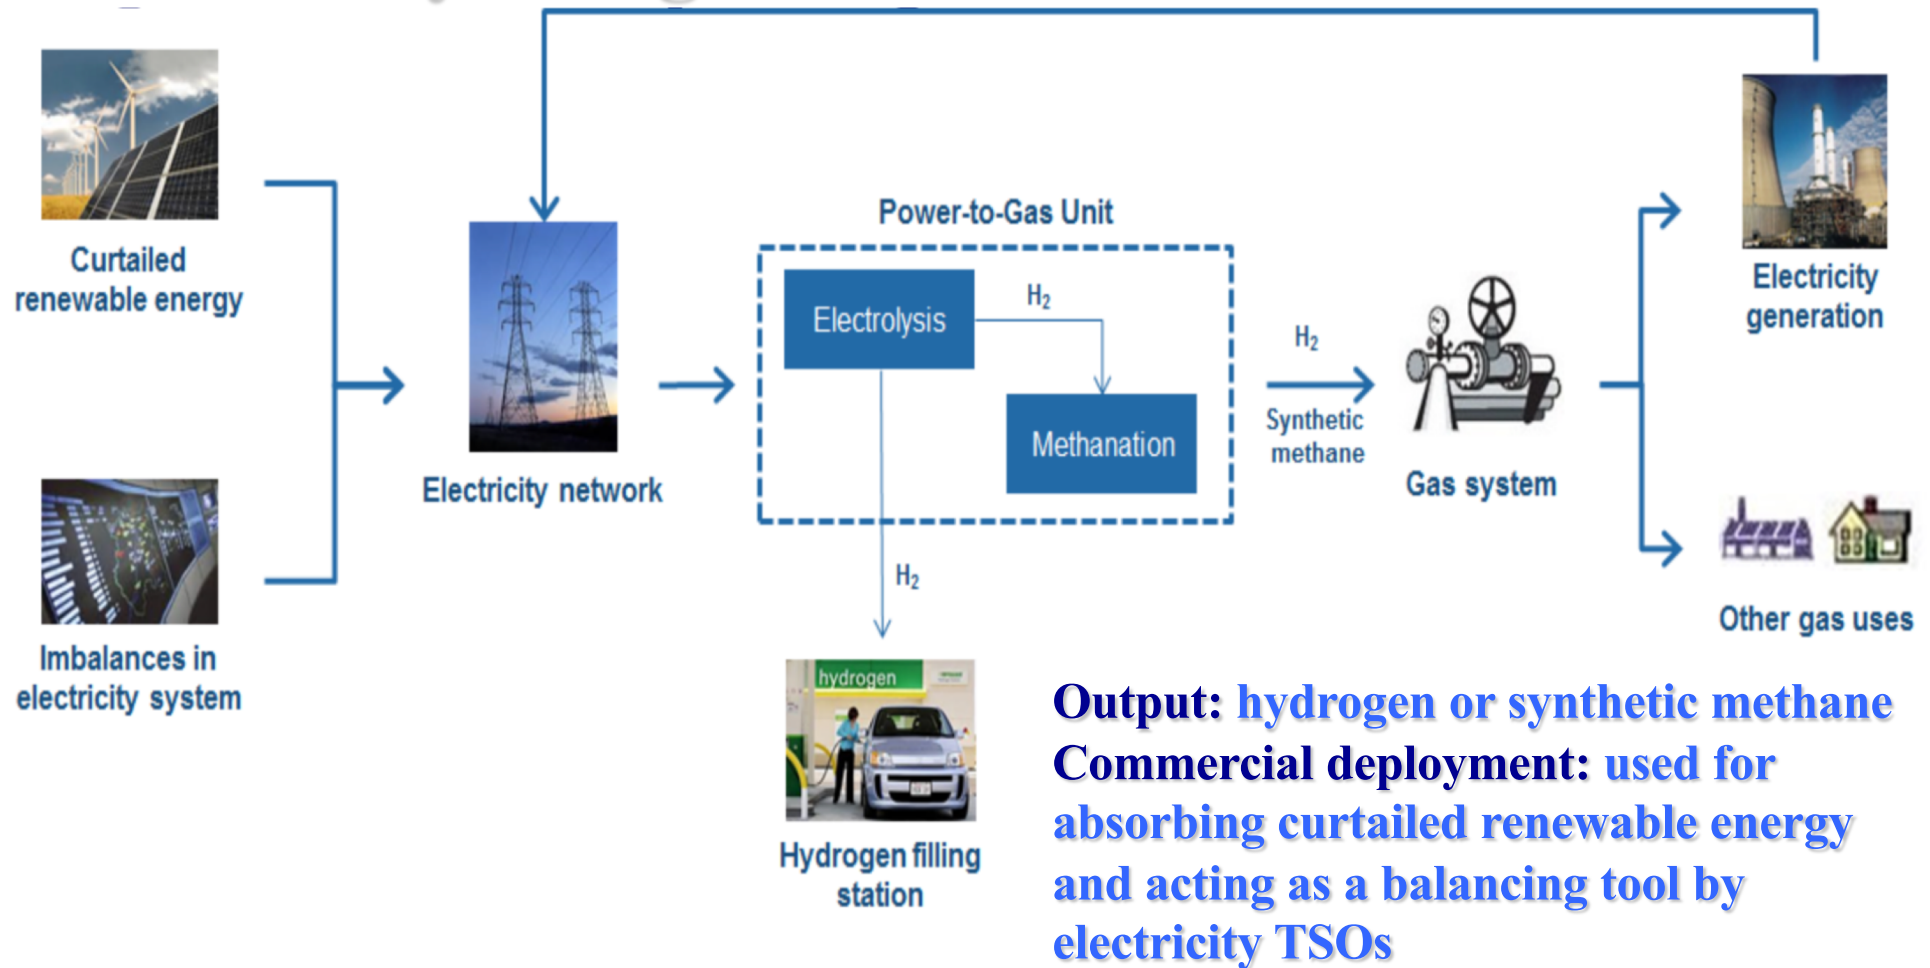 Curtailed
renewable energy
Imbalances in
electricity system
Electricity network
Power-to-Gas Unit
Electrolysis
H₂
Methanation
H₂
hydrogen
Hydrogen filling
station
H₂
Synthetic
methane
Gas system
Electricity
generation
Other gas uses
Output: hydrogen or synthetic methane
Commercial deployment: used for
absorbing curtailed renewable energy
and acting as a balancing tool by
electricity TSOs